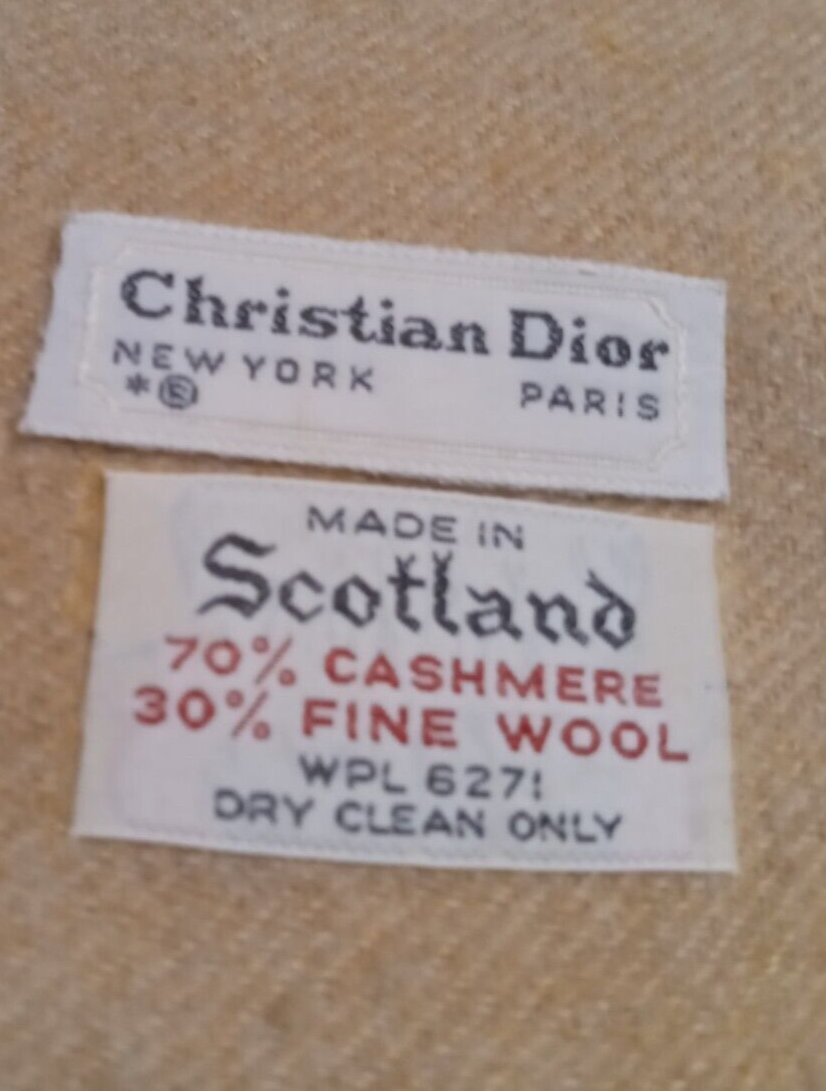 Christian Dior
NEW YORK PARIS
*®
MADE IN
Scotland
70% CASHMERE
30% FINE WOOL
WPL 6271
DRY CLEAN ONLY